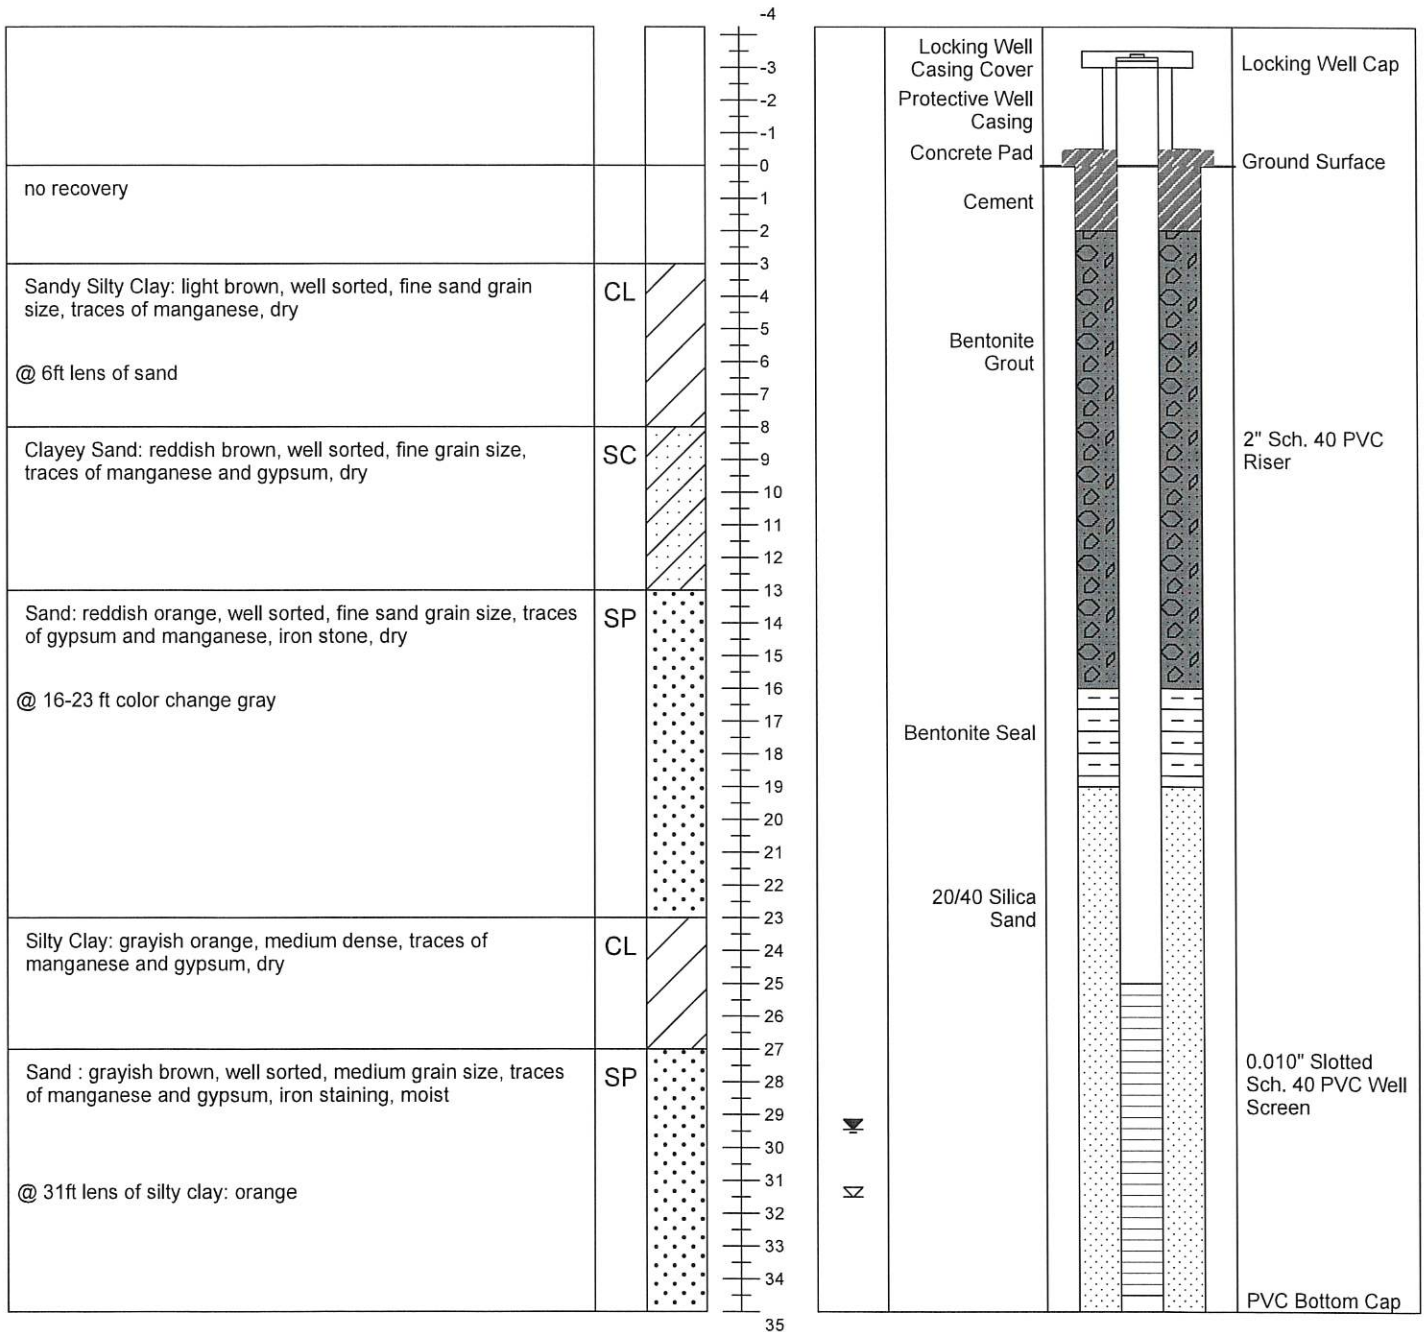 no recovery
Sandy Silty Clay: light brown, well sorted, fine sand grain
size, traces of manganese, dry
@ 6ft lens of sand
CL
Clayey Sand: reddish brown, well sorted, fine grain size,
traces of manganese and gypsum, dry
SC
Sand: reddish orange, well sorted, fine sand grain size, traces
of gypsum and manganese, iron stone, dry
@ 16-23 ft color change gray
SP
Silty Clay: grayish orange, medium dense, traces of
manganese and gypsum, dry
CL
Sand : grayish brown, well sorted, medium grain size, traces
of manganese and gypsum, iron staining, moist
@ 31ft lens of silty clay: orange
SP
-4
-3
-2
-1
0
1
2
3
4
5
6
7
8
9
10
11
12
13
14
15
16
17
18
19
20
21
22
23
24
25
26
27
28
29
30
31
32
33
34
35
Locking Well
Casing Cover
Protective Well
Casing
Concrete Pad
Cement
Bentonite
Grout
Bentonite Seal
20/40 Silica
Sand
Locking Well Cap
Ground Surface
2" Sch. 40 PVC
Riser
0.010" Slotted
Sch. 40 PVC Well
Screen
PVC Bottom Cap